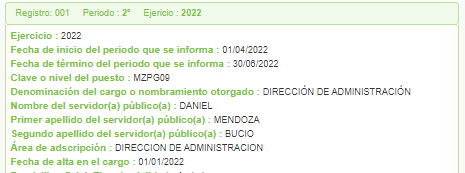 Registro: 001 Periodo : 2° Ejericio : 2022
Ejercicio : 2022
Fecha de inicio del periodo que se informa : 01/04/2022
Fecha de término del periodo que se informa : 30/06/2022
Clave o nivel del puesto : MZPG09
Denominación del cargo o nombramiento otorgado : DIRECCIÓN DE ADMINISTRACIÓN
Nombre del servidor(a) público(a) : DANIEL
Primer apellido del servidor(a) público(a) : MENDOZA
Segundo apellido del servidor(a) público(a) : BUCIO
Área de adscripción : DIRECCION DE ADMINISTRACION
Fecha de alta en el cargo : 01/01/2022